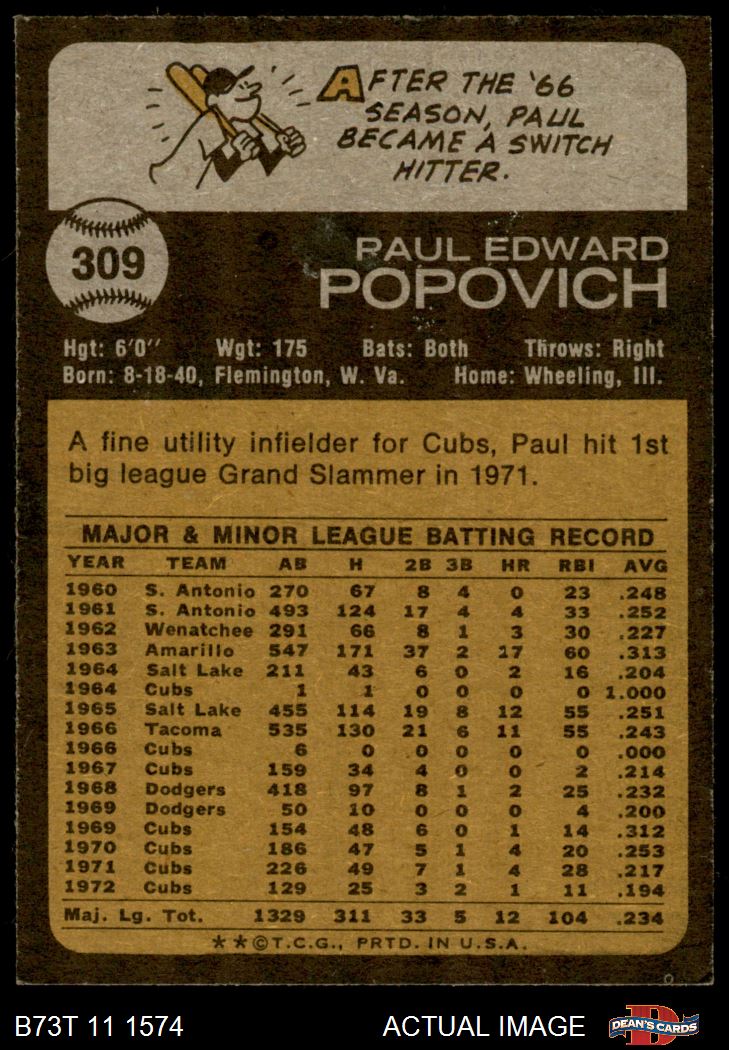 AFTER THE '66
SEASON, PAUL
BECAME A SWITCH
HITTER.
309
PAUL EDWARD
POPOVICH
Hgt: 6'0" Wgt: 175 Bats: Both Throws: Right
Born: 8-18-40, Flemington, W. Va. Home: Wheeling, Ill.
A fine utility infielder for Cubs, Paul hit 1st
big league Grand Slammer in 1971.
MAJOR & MINOR LEAGUE BATTING RECORD
YEAR TEAM AB H 2B 3B HR RBI AVG
1960 S. Antonio 270 67 8 4 0 23 .248
1961 S. Antonio 493 124 17 4 4 33 .252
1962 Wenatchee 291 66 8 1 3 30 .227
1963 Amarillo 547 171 37 2 17 60 .313
1964 Salt Lake 211 43 6 0 2 16 .204
1964 Cubs 1 1 0 0 0 0 1.000
1965 Salt Lake 455 114 19 8 12 55 .251
1966 Tacoma 535 130 21 6 11 55 .243
1966 Cubs 6 0 0 0 0 0 .000
1967 Cubs 159 34 4 0 0 2 .214
1968 Dodgers 418 97 8 1 2 25 .232
1969 Dodgers 50 10 0 0 0 4 .200
1969 Cubs 154 48 6 0 1 14 .312
1970 Cubs 186 47 5 1 4 20 .253
1971 Cubs 226 49 7 1 4 28 .217
1972 Cubs 129 25 3 2 1 11 .194
Maj. Lg. Tot. 1329 311 33 5 12 104 .234
**©T.C.G., PRTD. IN U.S.A.
B73T 11 1574 ACTUAL IMAGE
D
DEAN'S CARDS